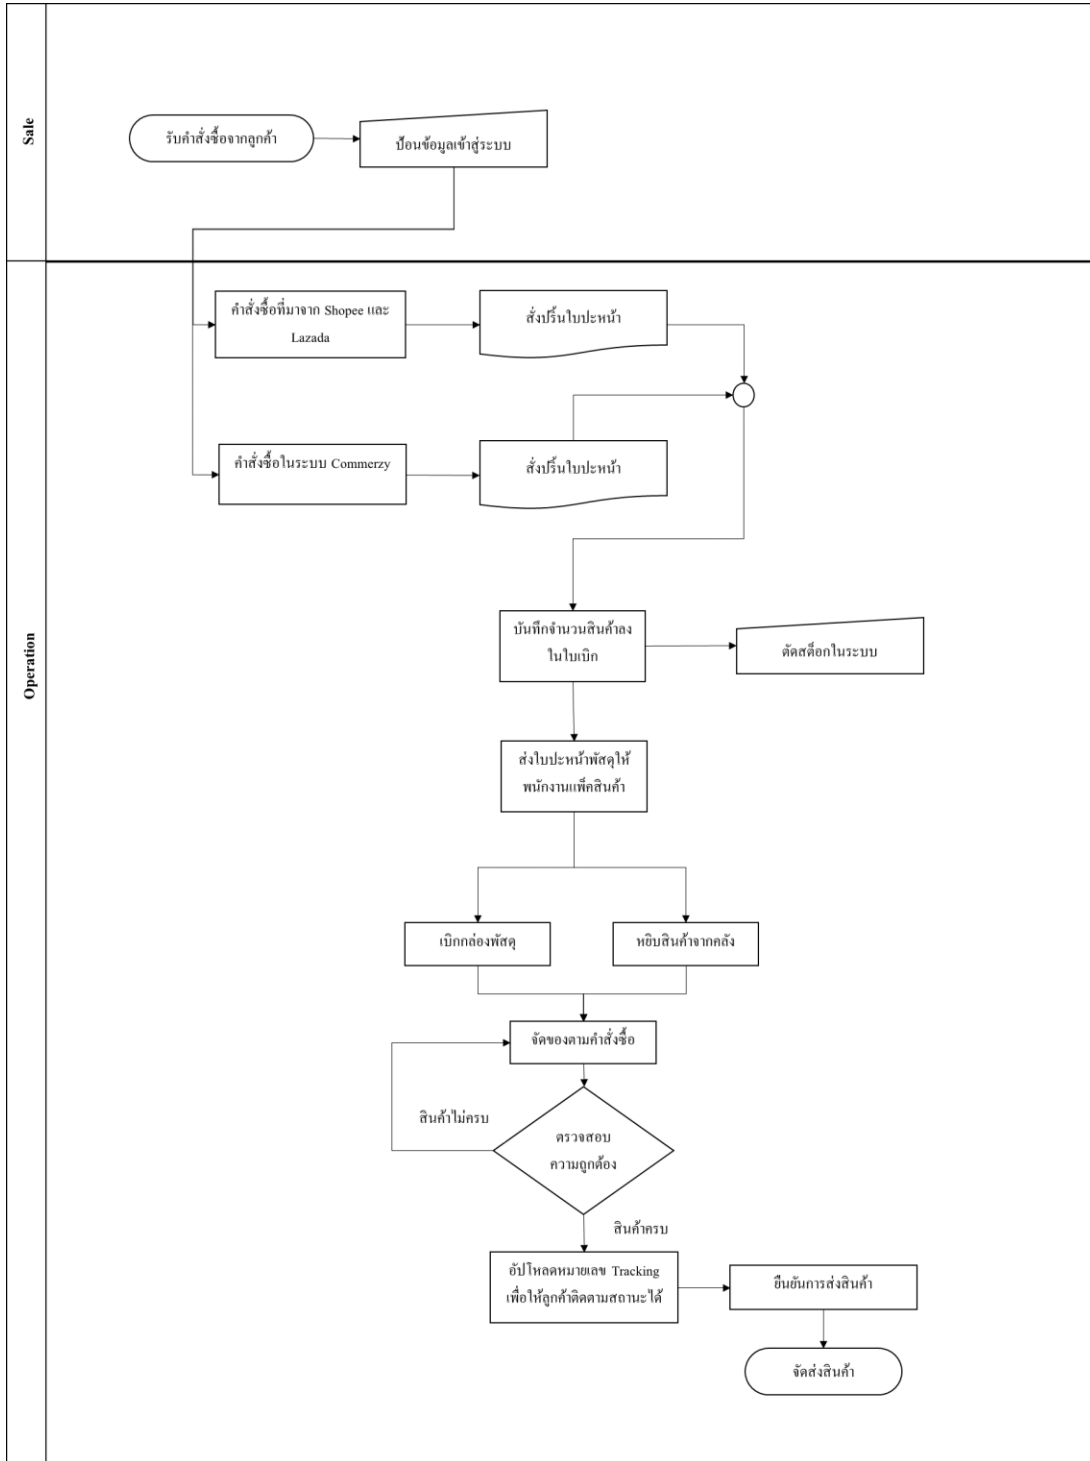 Sale
รับคำสั่งซื้อจากลูกค้า
ป้อนข้อมูลเข้าสู่ระบบ
Operation
คำสั่งซื้อที่มาจาก Shopee และ
Lazada
สั่งปริ้นใบปะหน้า
คำสั่งซื้อในระบบ Commerzy
สั่งปริ้นใบปะหน้า
บันทึกจำนวนสินค้าลง
ในใบเบิก
ตัดสต็อกในระบบ
ส่งใบปะหน้าพัสดุให้
พนักงานแพ็คสินค้า
เบิกกล่องพัสดุ
หยิบสินค้าจากคลัง
จัดของตามคำสั่งซื้อ
สินค้าไม่ครบ
ตรวจสอบ
ความถูกต้อง
สินค้าครบ
อัปโหลดหมายเลข Tracking
เพื่อให้ลูกค้าติดตามสถานะได้
ยืนยันการส่งสินค้า
จัดส่งสินค้า